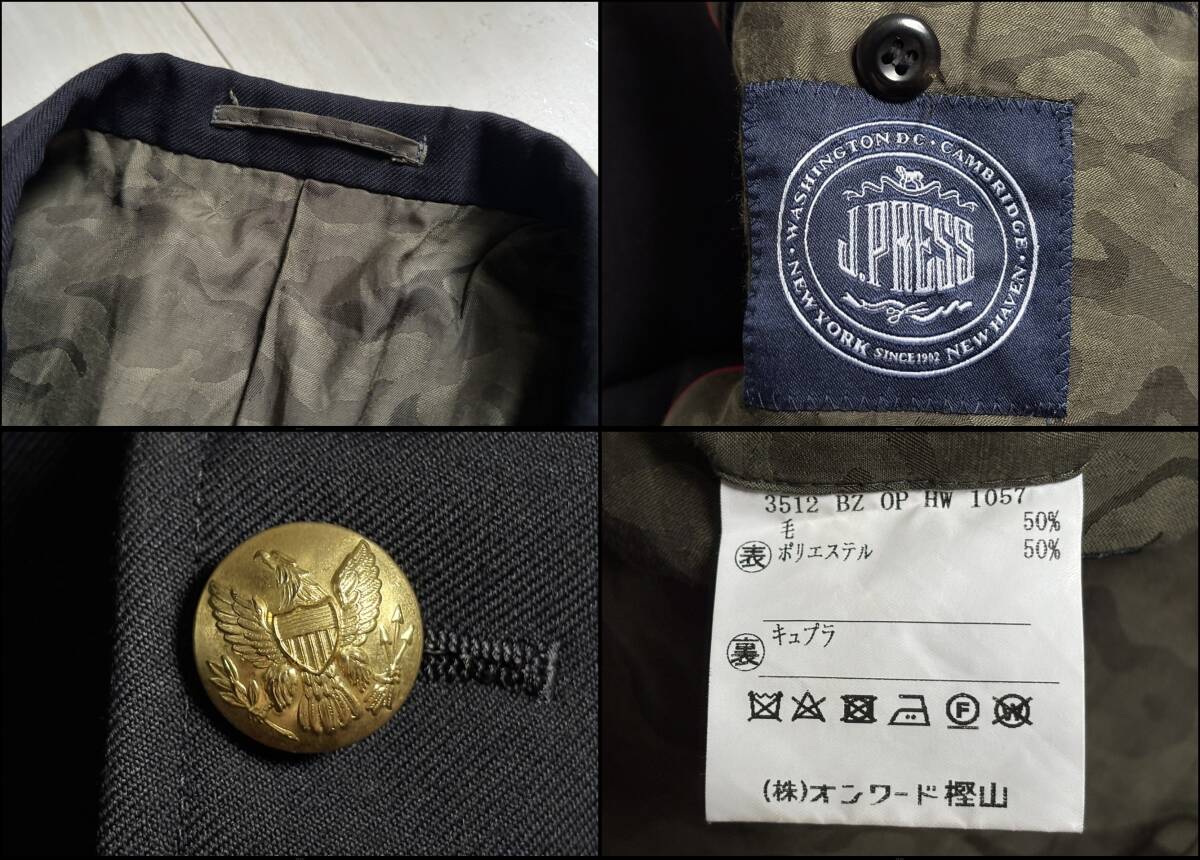 WASHINGTON DC · CAMBRIDGE ·
J.PRESS
· NEW YORK SINCE 1902 NEW HAVEN ·
3512 BZ OP HW 1057
毛 50%
表 ポリエステル 50%
裏 キュプラ
F W
(株)オンワード樫山